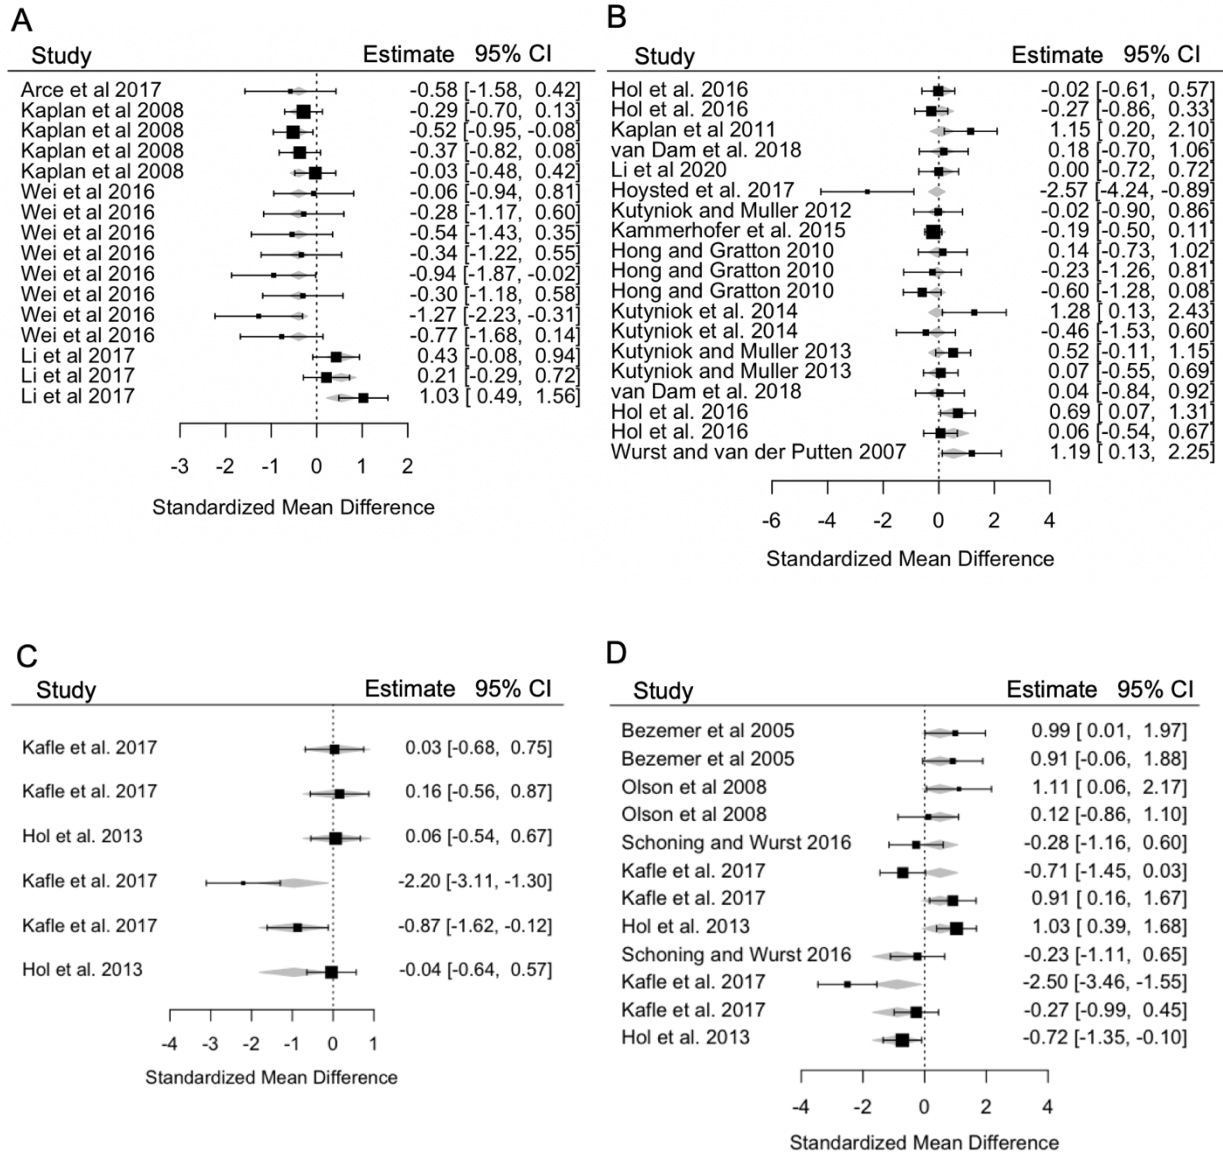 A
Study Estimate 95% CI
Arce et al 2017 -0.58 [-1.58, 0.42]
Kaplan et al 2008 -0.29 [-0.70, 0.13]
Kaplan et al 2008 -0.52 [-0.95, -0.08]
Kaplan et al 2008 -0.37 [-0.82, 0.08]
Kaplan et al 2008 -0.03 [-0.48, 0.42]
Wei et al 2016 -0.06 [-0.94, 0.81]
Wei et al 2016 -0.28 [-1.17, 0.60]
Wei et al 2016 -0.54 [-1.43, 0.35]
Wei et al 2016 -0.34 [-1.22, 0.55]
Wei et al 2016 -0.94 [-1.87, -0.02]
Wei et al 2016 -0.30 [-1.18, 0.58]
Wei et al 2016 -1.27 [-2.23, -0.31]
Wei et al 2016 -0.77 [-1.68, 0.14]
Li et al 2017 0.43 [-0.08, 0.94]
Li et al 2017 0.21 [-0.29, 0.72]
Li et al 2017 1.03 [ 0.49, 1.56]
-3 -2 -1 0 1 2
Standardized Mean Difference
B
Study Estimate 95% CI
Hol et al. 2016 -0.02 [-0.61, 0.57]
Hol et al. 2016 -0.27 [-0.86, 0.33]
Kaplan et al 2011 1.15 [ 0.20, 2.10]
van Dam et al. 2018 0.18 [-0.70, 1.06]
Li et al 2020 0.00 [-0.72, 0.72]
Hoysted et al. 2017 -2.57 [-4.24, -0.89]
Kutyniok and Muller 2012 -0.02 [-0.90, 0.86]
Kammerhofer et al. 2015 -0.19 [-0.50, 0.11]
Hong and Gratton 2010 0.14 [-0.73, 1.02]
Hong and Gratton 2010 -0.23 [-1.26, 0.81]
Hong and Gratton 2010 -0.60 [-1.28, 0.08]
Kutyniok et al. 2014 1.28 [ 0.13, 2.43]
Kutyniok et al. 2014 -0.46 [-1.53, 0.60]
Kutyniok and Muller 2013 0.52 [-0.11, 1.15]
Kutyniok and Muller 2013 0.07 [-0.55, 0.69]
van Dam et al. 2018 0.04 [-0.84, 0.92]
Hol et al. 2016 0.69 [ 0.07, 1.31]
Hol et al. 2016 0.06 [-0.54, 0.67]
Wurst and van der Putten 2007 1.19 [ 0.13, 2.25]
-6 -4 -2 0 2 4
Standardized Mean Difference
C
Study Estimate 95% CI
Kafle et al. 2017 0.03 [-0.68, 0.75]
Kafle et al. 2017 0.16 [-0.56, 0.87]
Hol et al. 2013 0.06 [-0.54, 0.67]
Kafle et al. 2017 -2.20 [-3.11, -1.30]
Kafle et al. 2017 -0.87 [-1.62, -0.12]
Hol et al. 2013 -0.04 [-0.64, 0.57]
-4 -3 -2 -1 0 1
Standardized Mean Difference
D
Study Estimate 95% CI
Bezemer et al 2005 0.99 [ 0.01, 1.97]
Bezemer et al 2005 0.91 [-0.06, 1.88]
Olson et al 2008 1.11 [ 0.06, 2.17]
Olson et al 2008 0.12 [-0.86, 1.10]
Schoning and Wurst 2016 -0.28 [-1.16, 0.60]
Kafle et al. 2017 -0.71 [-1.45, 0.03]
Kafle et al. 2017 0.91 [ 0.16, 1.67]
Hol et al. 2013 1.03 [ 0.39, 1.68]
Schoning and Wurst 2016 -0.23 [-1.11, 0.65]
Kafle et al. 2017 -2.50 [-3.46, -1.55]
Kafle et al. 2017 -0.27 [-0.99, 0.45]
Hol et al. 2013 -0.72 [-1.35, -0.10]
-4 -2 0 2 4
Standardized Mean Difference